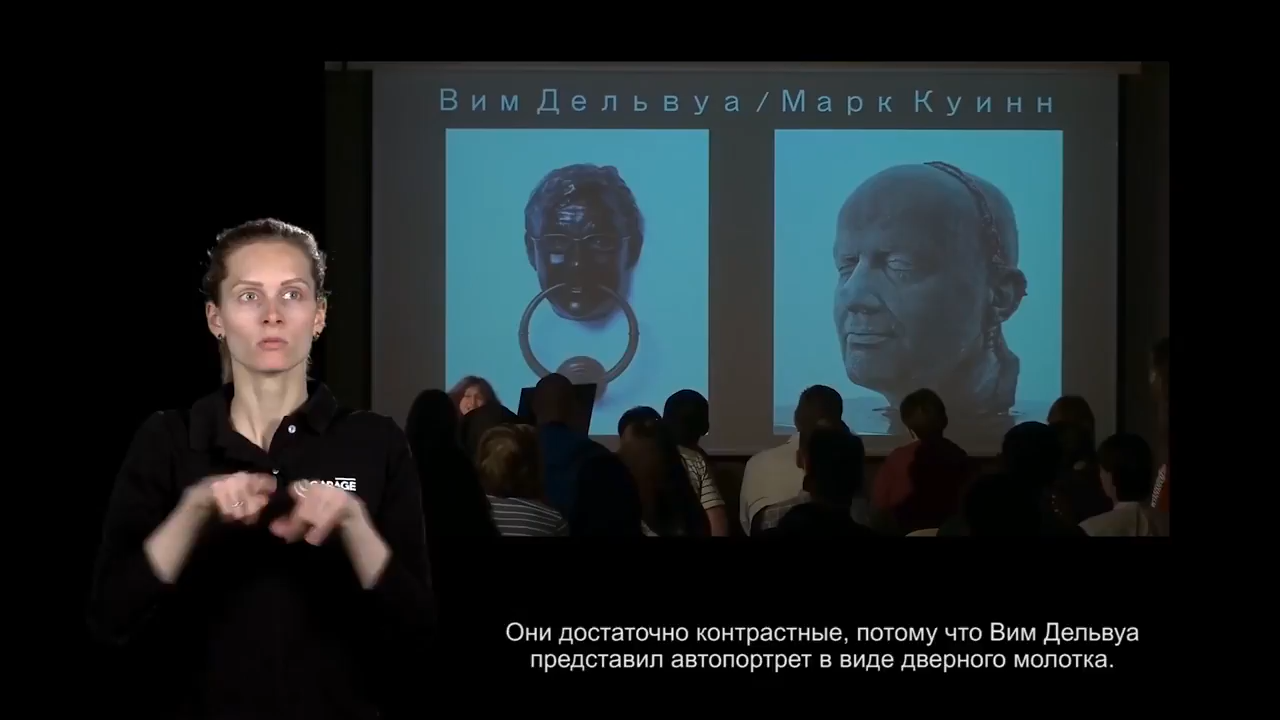 Вим Дельвуа / Марк Куинн
GARAGE
Они достаточно контрастные, потому что Вим Дельвуа
представил автопортрет в виде дверного молотка.